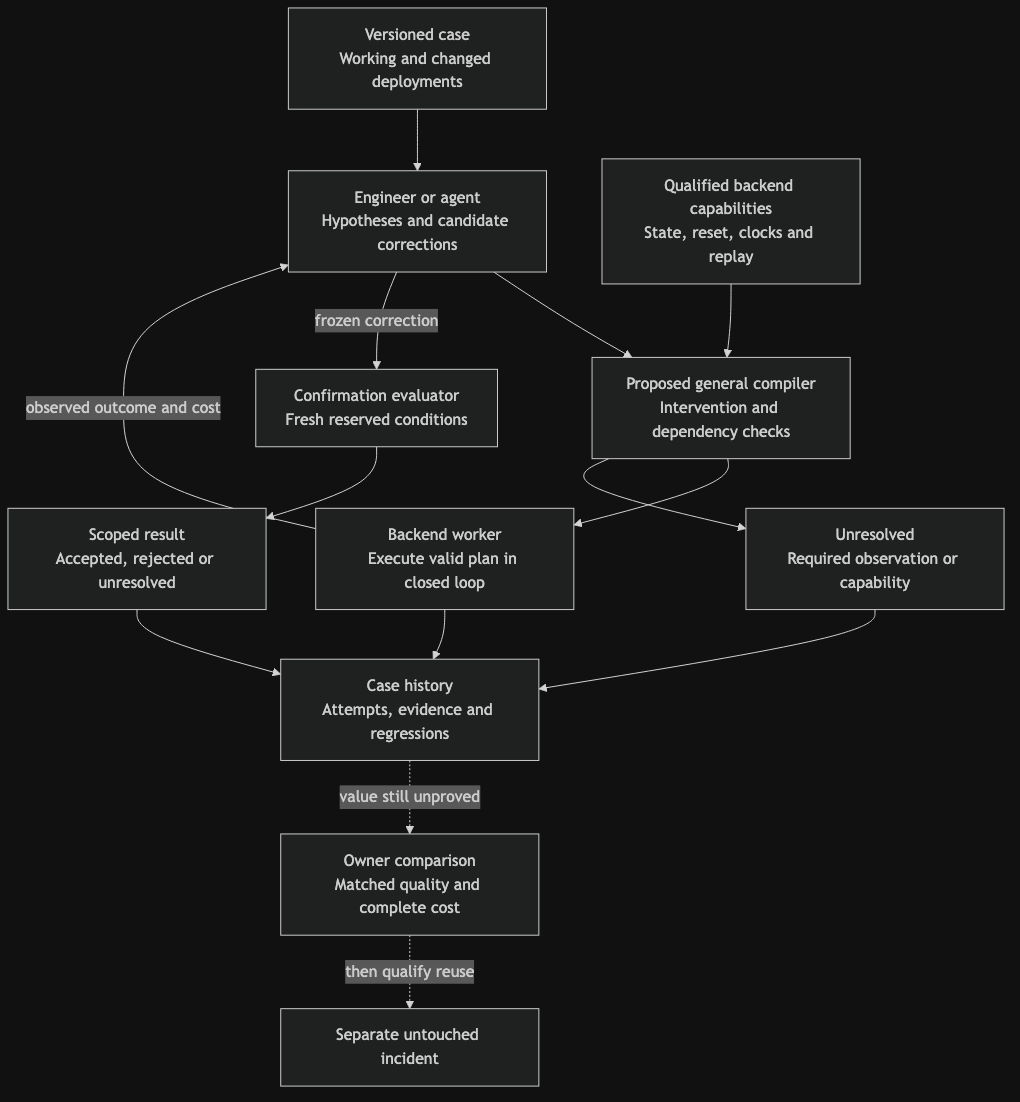 Versioned case
Working and changed
deployments
Engineer or agent
Hypotheses and candidate
corrections
Qualified backend
capabilities
State, reset, clocks and
replay
frozen correction
observed outcome and cost
Confirmation evaluator
Fresh reserved conditions
Proposed general compiler
Intervention and
dependency checks
Scoped result
Accepted, rejected or
unresolved
Backend worker
Execute valid plan in
closed loop
Unresolved
Required observation or
capability
Case history
Attempts, evidence and
regressions
value still unproved
Owner comparison
Matched quality and
complete cost
then qualify reuse
Separate untouched
incident